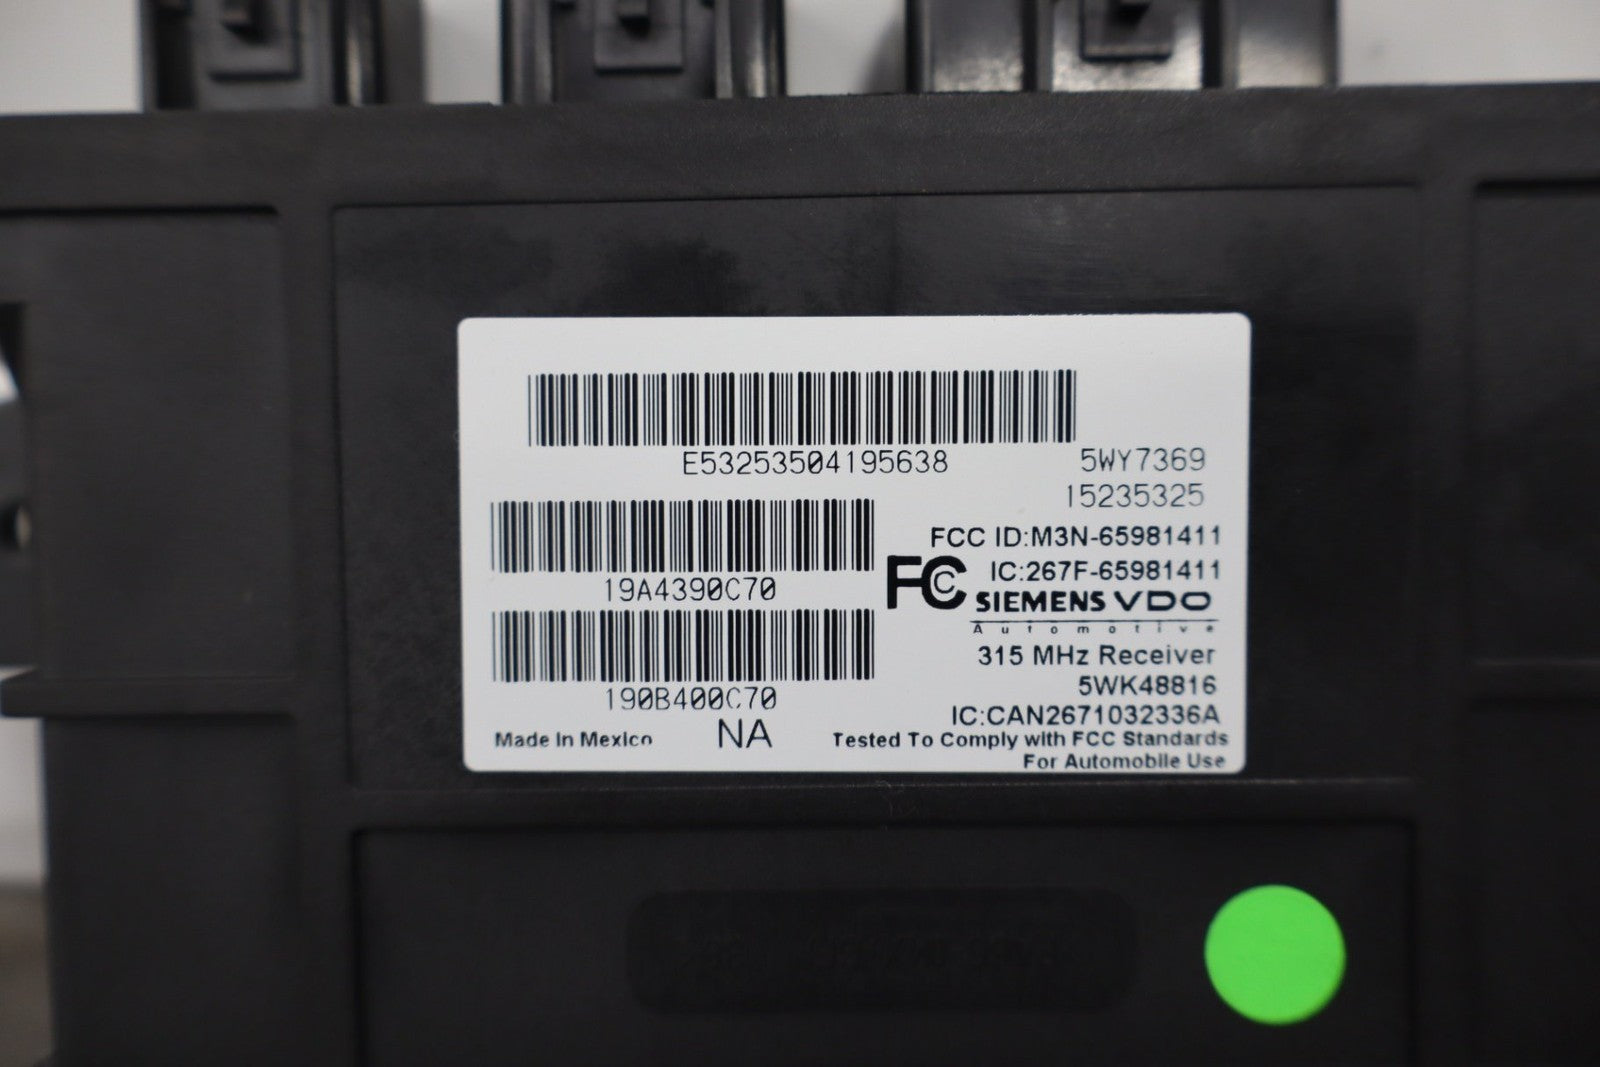 E53253504195638
5WY7369
15235325
19A4390C70
FCC ID:M3N-65981411
FC
IC:267F-65981411
SIEMENS VDO
Automotive
315 MHz Receiver
190B400C70
5WK48816
IC:CAN2671032336A
Made In Mexico
NA
Tested To Comply with FCC Standards
For Automobile Use